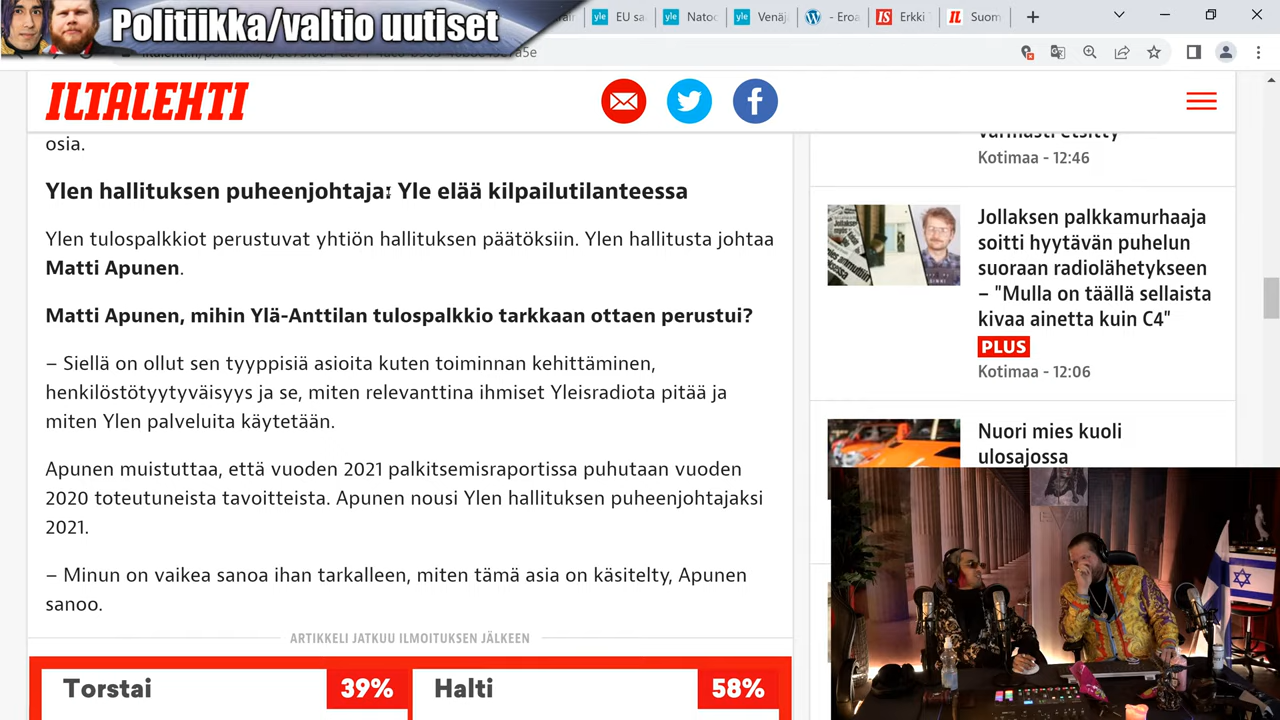 Politiikka/valtio uutiset
EU sa
Natoo
Venäj
- Eroa
Erkki
Suom
ILTALEHTI
osia.
Ylen hallituksen puheenjohtaja: Yle elää kilpailutilanteessa
Ylen tulospalkkiot perustuvat yhtiön hallituksen päätöksiin. Ylen hallitusta johtaa
Matti Apunen.
Matti Apunen, mihin Ylä-Anttilan tulospalkkio tarkkaan ottaen perustui?
– Siellä on ollut sen tyyppisiä asioita kuten toiminnan kehittäminen,
henkilöstötyytyväisyys ja se, miten relevanttina ihmiset Yleisradiota pitää ja
miten Ylen palveluita käytetään.
Apunen muistuttaa, että vuoden 2021 palkitsemisraportissa puhutaan vuoden
2020 toteutuneista tavoitteista. Apunen nousi Ylen hallituksen puheenjohtajaksi
2021.
– Minun on vaikea sanoa ihan tarkalleen, miten tämä asia on käsitelty, Apunen
sanoo.
ARTIKKELI JATKUU ILMOITUKSEN JÄLKEEN
Torstai 39%
Halti 58%
Kotimaa - 12:46
Jollaksen palkkamurhaaja
soitti hyytävän puhelun
suoraan radiolähetykseen
– "Mulla on täällä sellaista
kivaa ainetta kuin C4"
PLUS
Kotimaa - 12:06
Nuori mies kuoli
ulosajossa